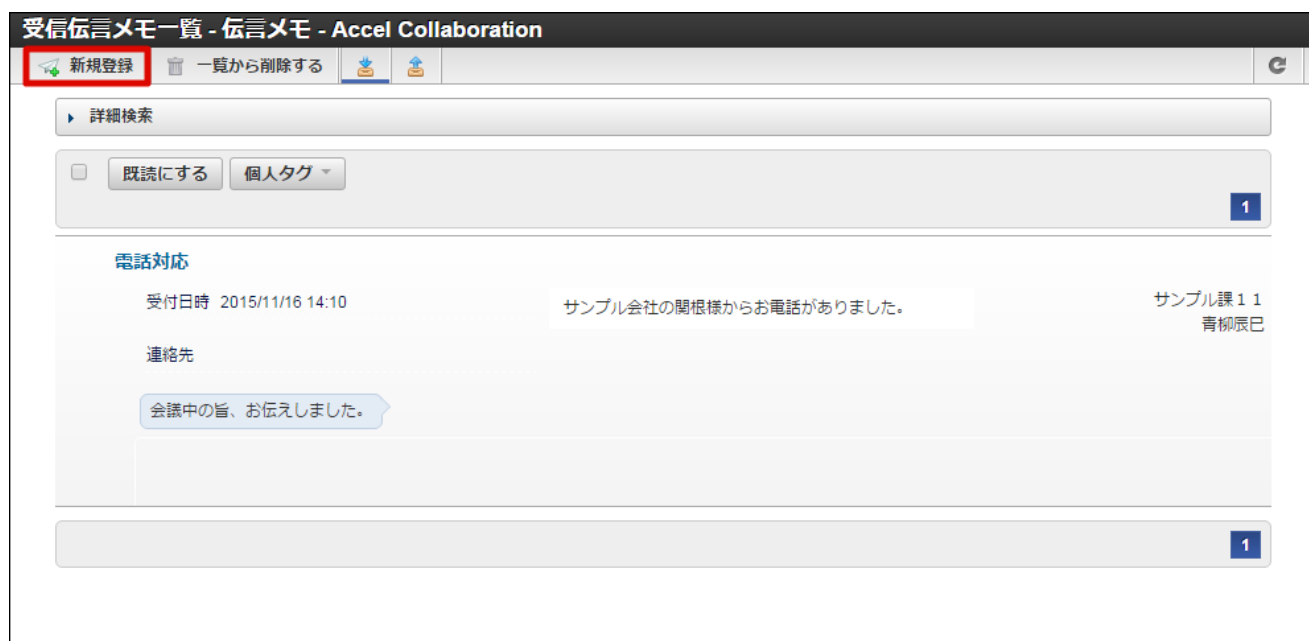 受信伝言メモ一覧 - 伝言メモ - Accel Collaboration
新規登録 一覧から削除する
詳細検索
既読にする 個人タグ
1
電話対応
受付日時 2015/11/16 14:10 サンプル会社の関根様からお電話がありました。 サンプル課11
青柳辰巳
連絡先
会議中の旨、お伝えしました。
1